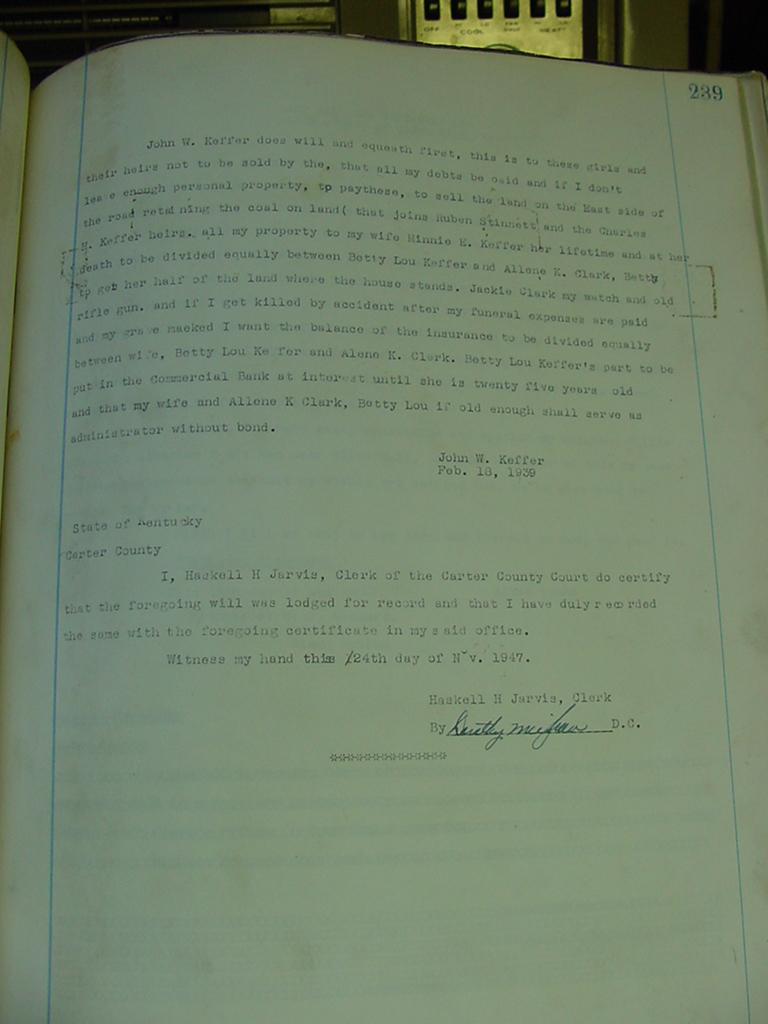 OFF COOL
239
John W. Keffer does will and equeath first, this is to these girls and
their heirs not to be sold by the, that all my debts be paid and if I don't
leave enough personal property, tp paythese, to sell the land on the East side of
the road retaining the coal on land( that joins Ruben Stinnett) and the Charles
H. Keffer heirs. all my property to my wife Minnie E. Keffer her lifetime and at her
death to be divided equally between Betty Lou Keffer and Allene K. Clark, Betty
tp get her half of the land where the house stands. Jackie Clark my watch and old
rifle gun. and if I get killed by accident after my funeral expenses are paid
and my grave macked I want the balance of the insurance to be divided equally
between wife, Betty Lou Keffer and Alene K. Clark. Betty Lou Keffer's part to be
put in the Commercial Bank at interest until she is twenty five years old
and that my wife and Allene K Clark, Betty Lou if old enough shall serve as
administrator without bond.
John W. Keffer
Feb. 18, 1939
State of Kentucky
Carter County
I, Haskell H Jarvis, Clerk of the Carter County Court do certify
that the foregoing will was lodged for record and that I have duly recorded
the same with the foregoing certificate in my said office.
Witness my hand this /24th day of Nov. 1947.
Haskell H Jarvis, Clerk
By Dorothy D.C.
*************